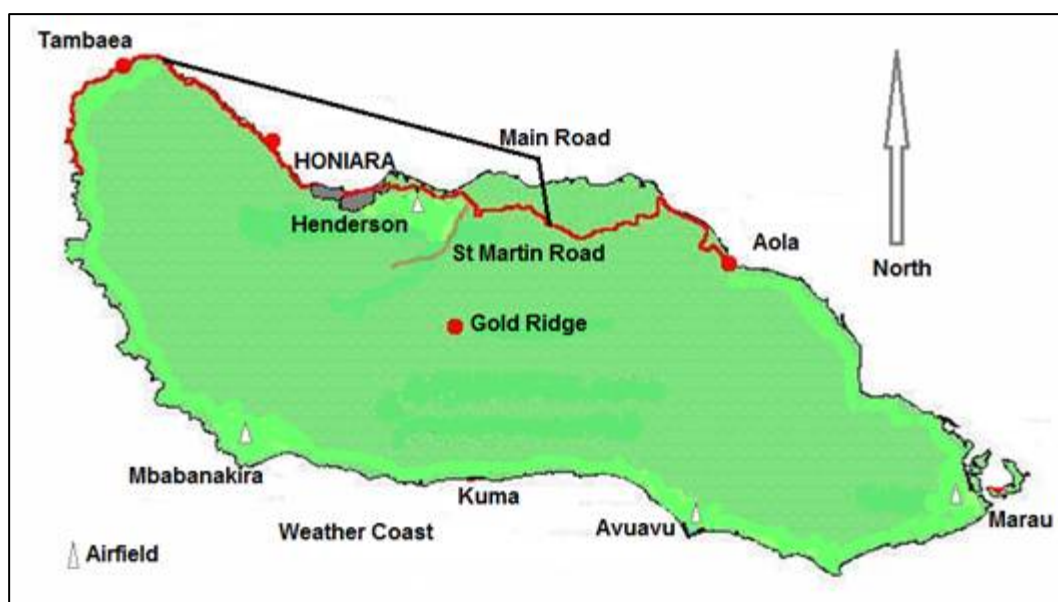 Tambaea
Main Road
HONIARA
Henderson
St Martin Road
Aola
North
Gold Ridge
Mbabanakira
Kuma
Weather Coast
Avuavu
Marau
Airfield